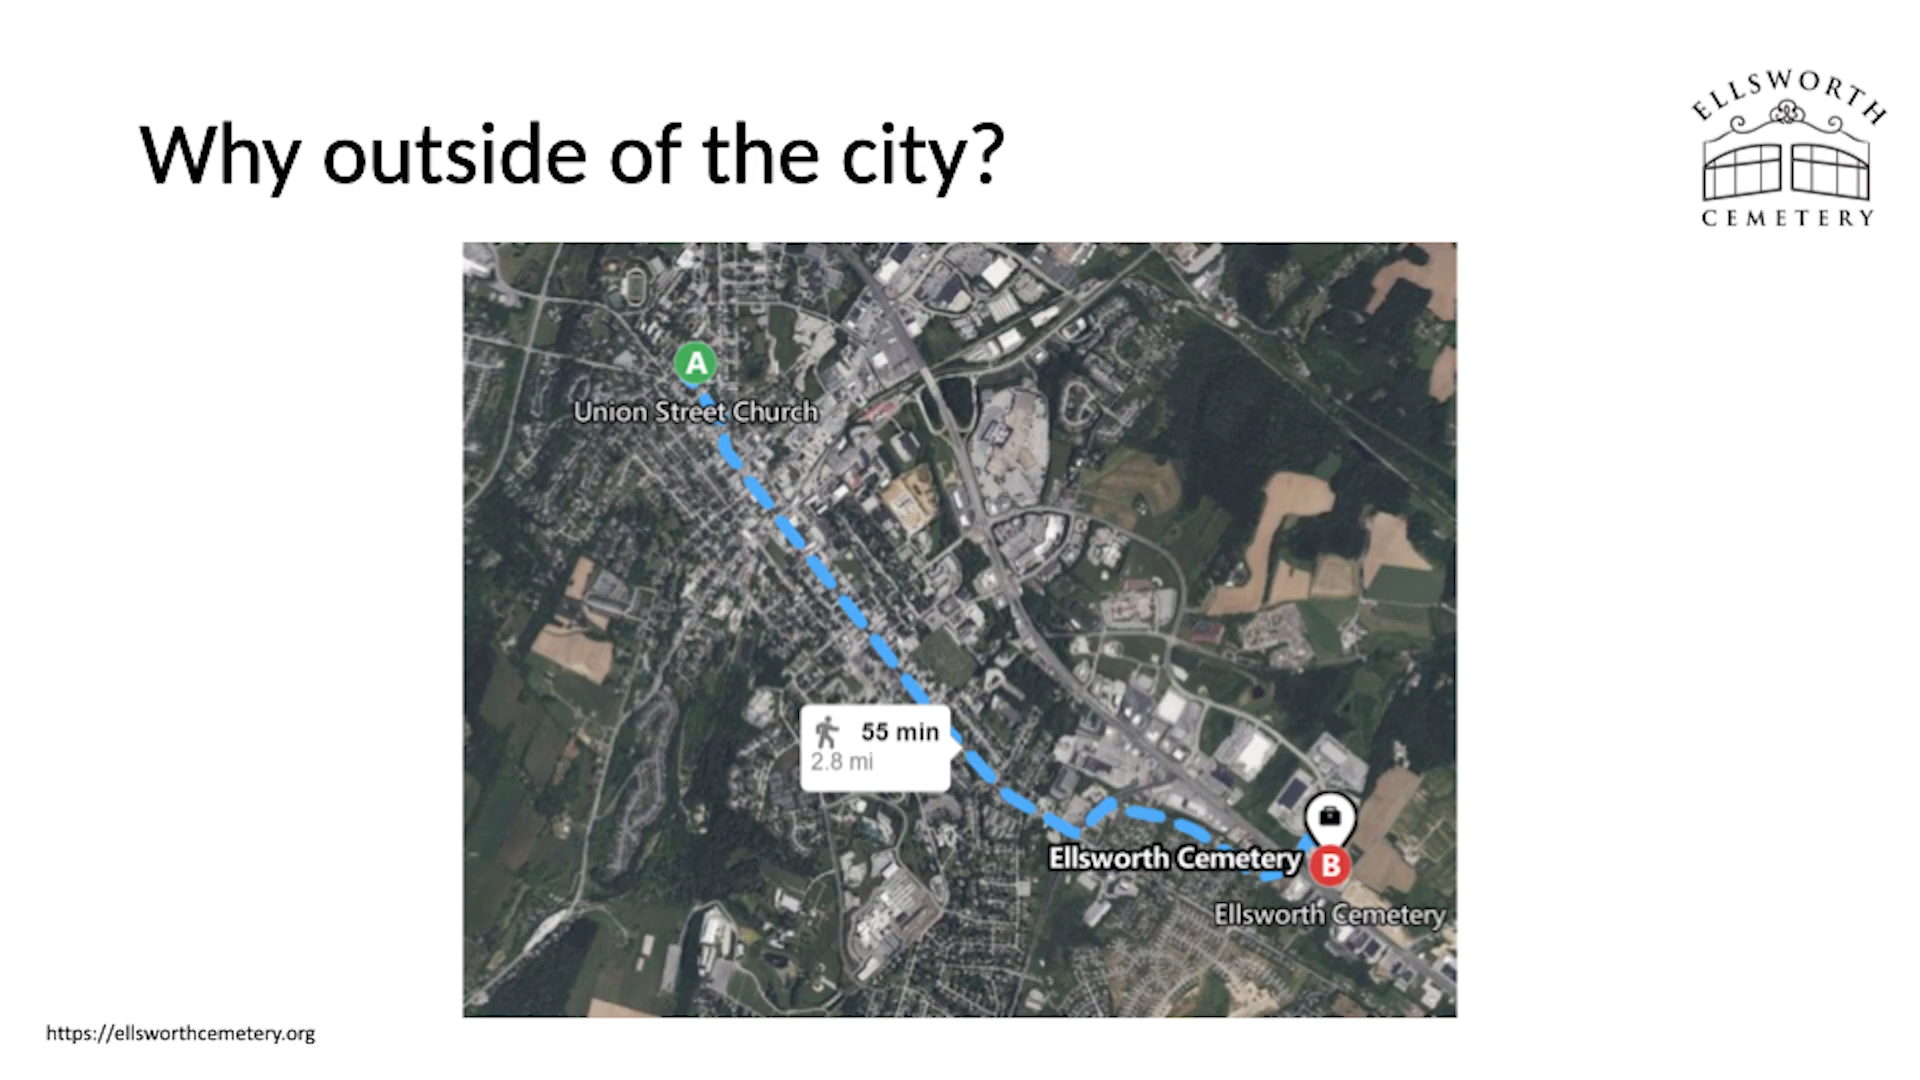 Why outside of the city?
ELLSWORTH
CEMETERY
A
Union Street Church
55 min
2.8 mi
Ellsworth Cemetery
B
Ellsworth Cemetery
https://ellsworthcemetery.org